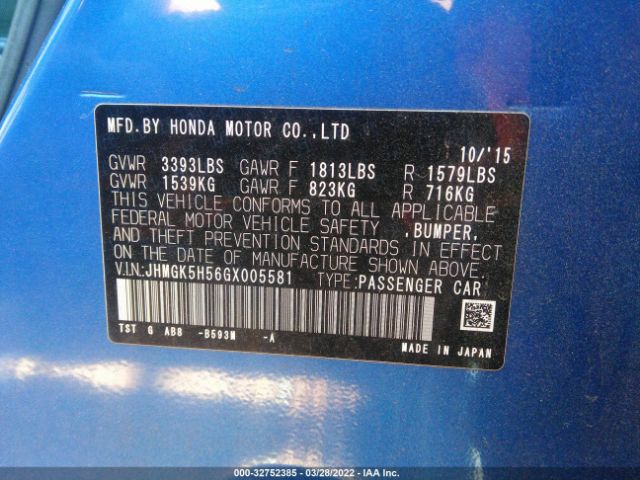 MFD.BY HONDA MOTOR CO.,LTD
10/'15
GVWR 3393LBS GAWR F 1813LBS R 1579LBS
GVWR 1539KG GAWR F 823KG R 716KG
THIS VEHICLE CONFORMS TO ALL APPLICABLE
FEDERAL MOTOR VEHICLE SAFETY ,BUMPER,
AND THEFT PREVENTION STANDARDS IN EFFECT
ON THE DATE OF MANUFACTURE SHOWN ABOVE.
V.I.N:JHMGK5H56GX005581 TYPE:PASSENGER CAR
TST G AB8 -B593M -A
MADE IN JAPAN
000-32752385 - 03/28/2022 - IAA Inc.